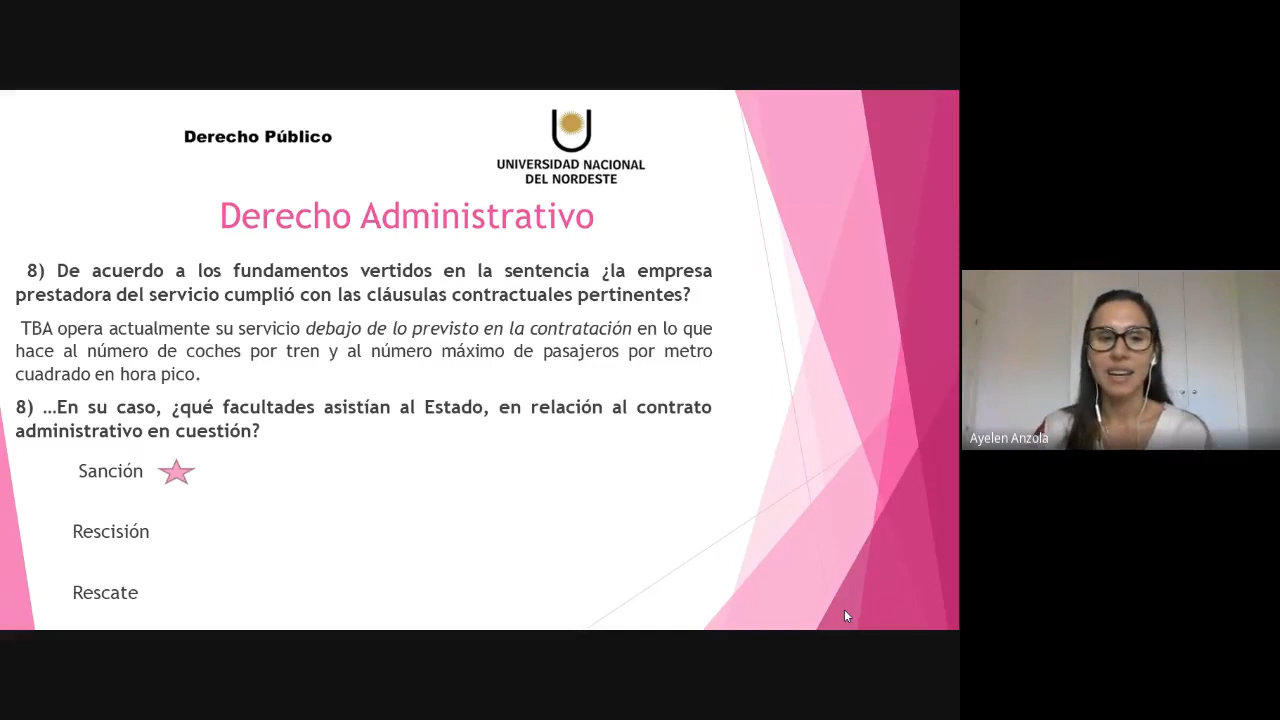 Derecho Público
UNIVERSIDAD NACIONAL
DEL NORDESTE
Derecho Administrativo
8) De acuerdo a los fundamentos vertidos en la sentencia ¿la empresa
prestadora del servicio cumplió con las cláusulas contractuales pertinentes?
TBA opera actualmente su servicio debajo de lo previsto en la contratación en lo que
hace al número de coches por tren y al número máximo de pasajeros por metro
cuadrado en hora pico.
8) …En su caso, ¿qué facultades asistían al Estado, en relación al contrato
administrativo en cuestión?
Sanción
Rescisión
Rescate
Ayelen Anzola